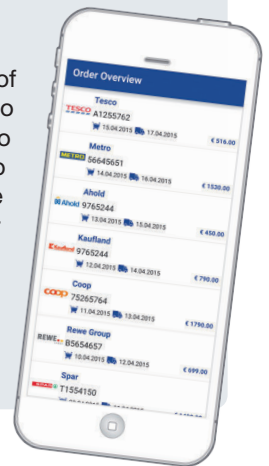 of
o
o
o
e
Order Overview
Tesco
TESCO A1255762
15.04.2015 17.04.2015 € 516.00
Metro
METRO 56645651
14.04.2015 16.04.2015 € 1530.00
Ahold
Ahold 9765244
13.04.2015 15.04.2015 € 450.00
Kaufland
Kaufland 9765244
12.04.2015 14.04.2015 € 790.00
Coop
coop 75265764
11.04.2015 13.04.2015 € 1790.00
Rewe Group
REWE B5654657
10.04.2015 12.04.2015 € 699.00
Spar
SPAR T1554150